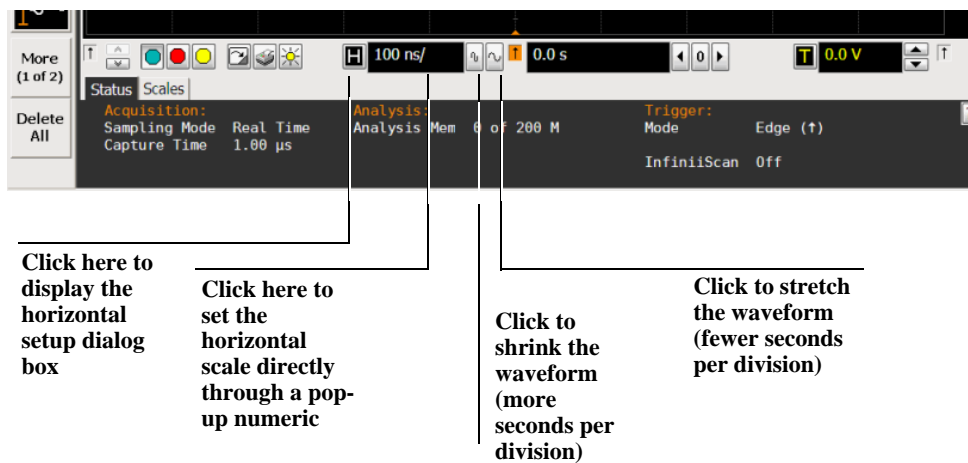 More
(1 of 2)
H 100 ns/ 0.0 s 0 T 0.0 V
Status Scales
Delete
All
Acquisition:
Sampling Mode Real Time
Capture Time 1.00 µs
Analysis:
Analysis Mem 0 of 200 M
Trigger:
Mode Edge (↑)
InfiniiScan Off
Click here to
display the
horizontal
setup dialog
box
Click here to
set the
horizontal
scale directly
through a pop-
up numeric
Click to
shrink the
waveform
(more
seconds per
division)
Click to stretch
the waveform
(fewer seconds
per division)